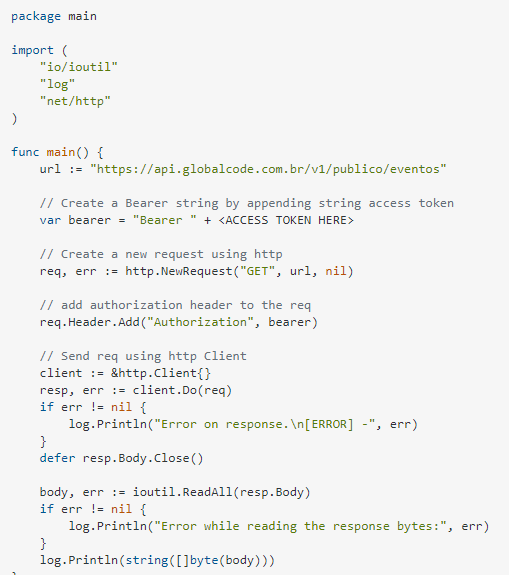 package main
import (
"io/ioutil"
"log"
"net/http"
)
func main() {
url := "https://api.globalcode.com.br/v1/publico/eventos"
// Create a Bearer string by appending string access token
var bearer = "Bearer " + <ACCESS TOKEN HERE>
// Create a new request using http
req, err := http.NewRequest("GET", url, nil)
// add authorization header to the req
req.Header.Add("Authorization", bearer)
// Send req using http Client
client := &http.Client{}
resp, err := client.Do(req)
if err != nil {
log.Println("Error on response.\n[ERROR] -", err)
}
defer resp.Body.Close()
body, err := ioutil.ReadAll(resp.Body)
if err != nil {
log.Println("Error while reading the response bytes:", err)
}
log.Println(string([]byte(body)))
}